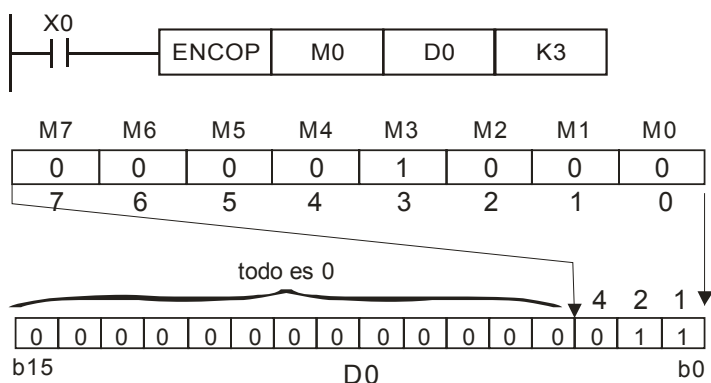 X0
ENCOP M0 D0 K3
M7 M6 M5 M4 M3 M2 M1 M0
0 0 0 0 1 0 0 0
7 6 5 4 3 2 1 0
todo es 0
4 2 1
0 0 0 0 0 0 0 0 0 0 0 0 0 0 1 1
b15 D0 b0